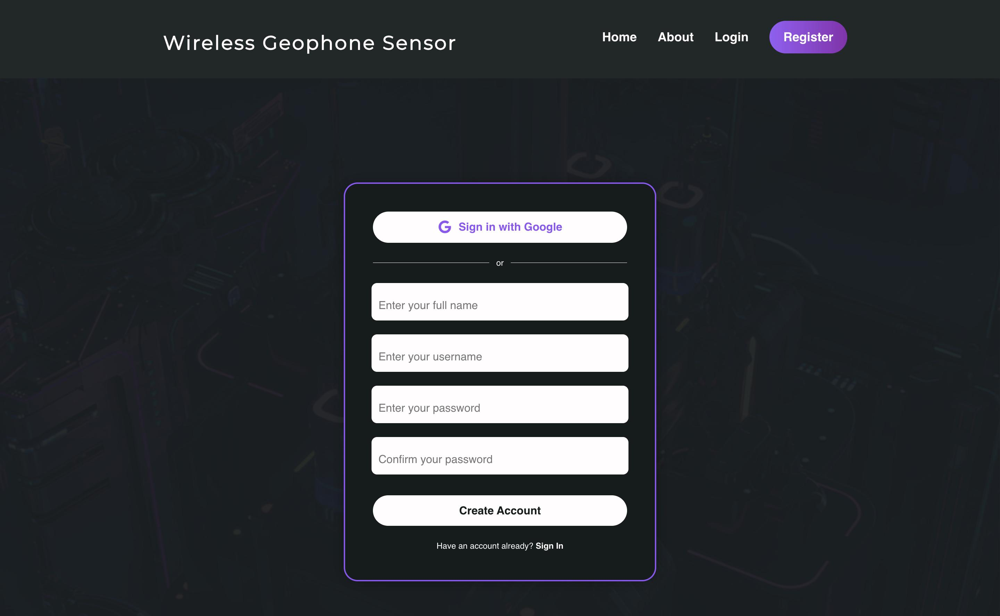 Wireless Geophone Sensor
Home About Login Register
Sign in with Google
or
Enter your full name
Enter your username
Enter your password
Confirm your password
Create Account
Have an account already? Sign In